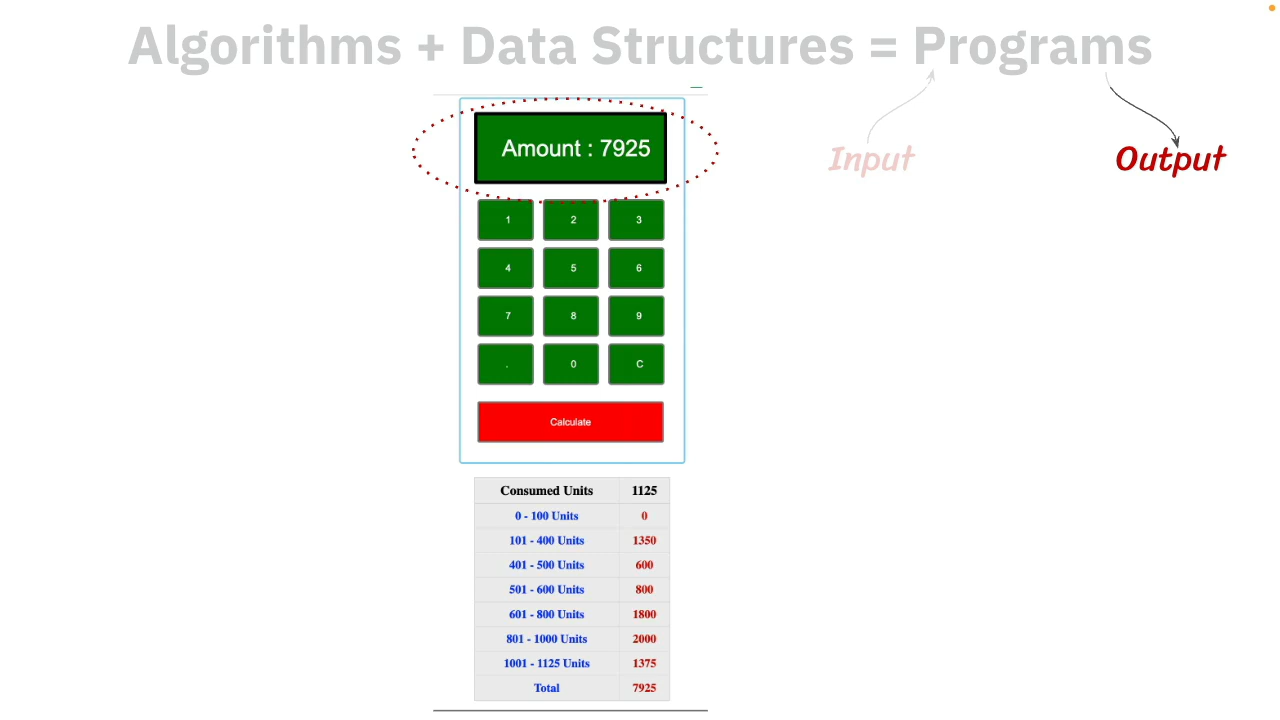 Algorithms + Data Structures = Programs
Input
Output
Amount : 7925
1 2 3
4 5 6
7 8 9
. 0 C
Calculate
Consumed Units 1125
0 - 100 Units 0
101 - 400 Units 1350
401 - 500 Units 600
501 - 600 Units 800
601 - 800 Units 1800
801 - 1000 Units 2000
1001 - 1125 Units 1375
Total 7925